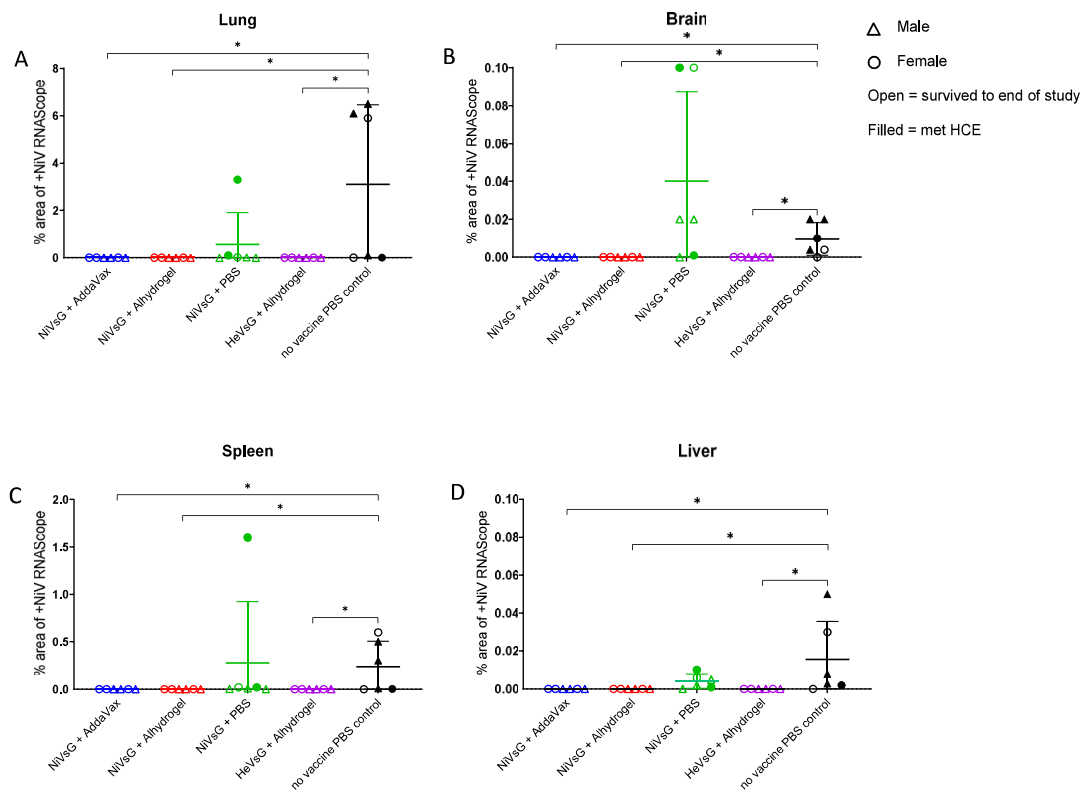 Lung
A
% area of +NiV RNAScope
8
6
4
2
0
*
*
*
NiVsG + AddaVax
NiVsG + Alhydrogel
NiVsG + PBS
HeVsG + Alhydrogel
no vaccine PBS control
Brain
B
% area of +NiV RNAScope
0.10
0.08
0.06
0.04
0.02
0.00
*
*
*
NiVsG + AddaVax
NiVsG + Alhydrogel
NiVsG + PBS
HeVsG + Alhydrogel
no vaccine PBS control
Male
Female
Open = survived to end of study
Filled = met HCE
Spleen
C
% area of +NiV RNAScope
2.0
1.5
1.0
0.5
0.0
*
*
*
NiVsG + AddaVax
NiVsG + Alhydrogel
NiVsG + PBS
HeVsG + Alhydrogel
no vaccine PBS control
Liver
D
% area of +NiV RNAScope
0.10
0.08
0.06
0.04
0.02
0.00
*
*
*
NiVsG + AddaVax
NiVsG + Alhydrogel
NiVsG + PBS
HeVsG + Alhydrogel
no vaccine PBS control